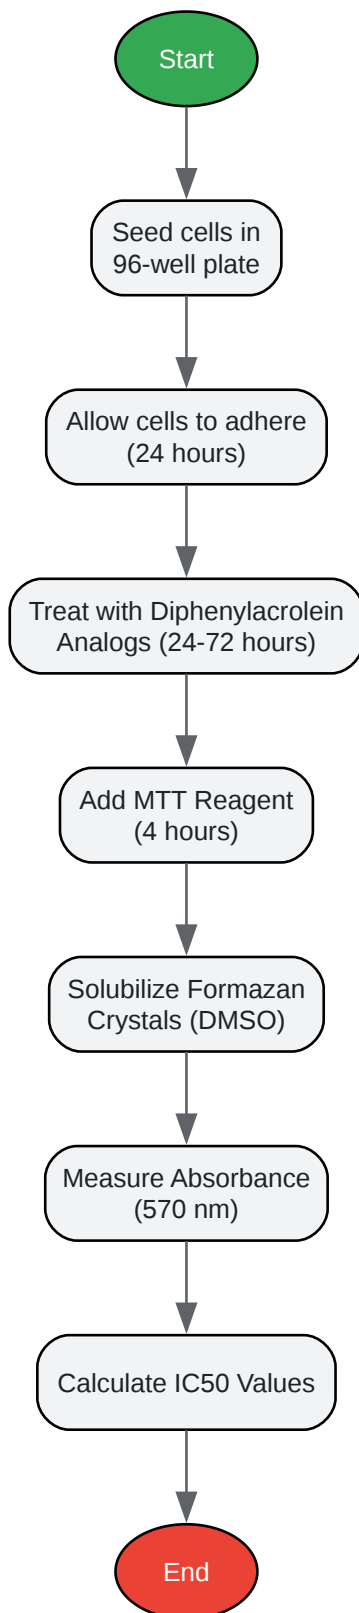 Start
Seed cells in
96-well plate
Allow cells to adhere
(24 hours)
Treat with Diphenylacrolein
Analogs (24-72 hours)
Add MTT Reagent
(4 hours)
Solubilize Formazan
Crystals (DMSO)
Measure Absorbance
(570 nm)
Calculate IC50 Values
End